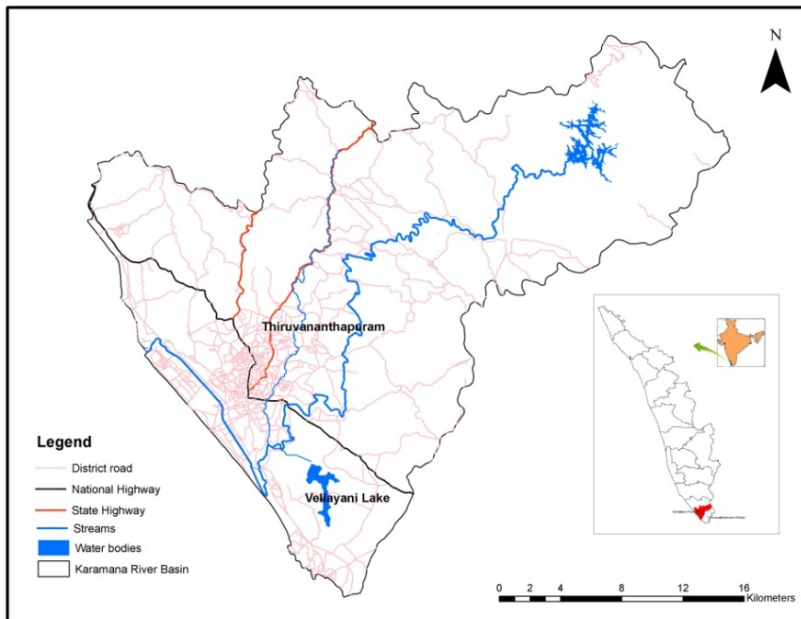 N
Thiruvananthapuram
Vellayani Lake
Legend
District road
National Highway
State Highway
Streams
Water bodies
Karamana River Basin
0 2 4 8 12 16
Kilometers